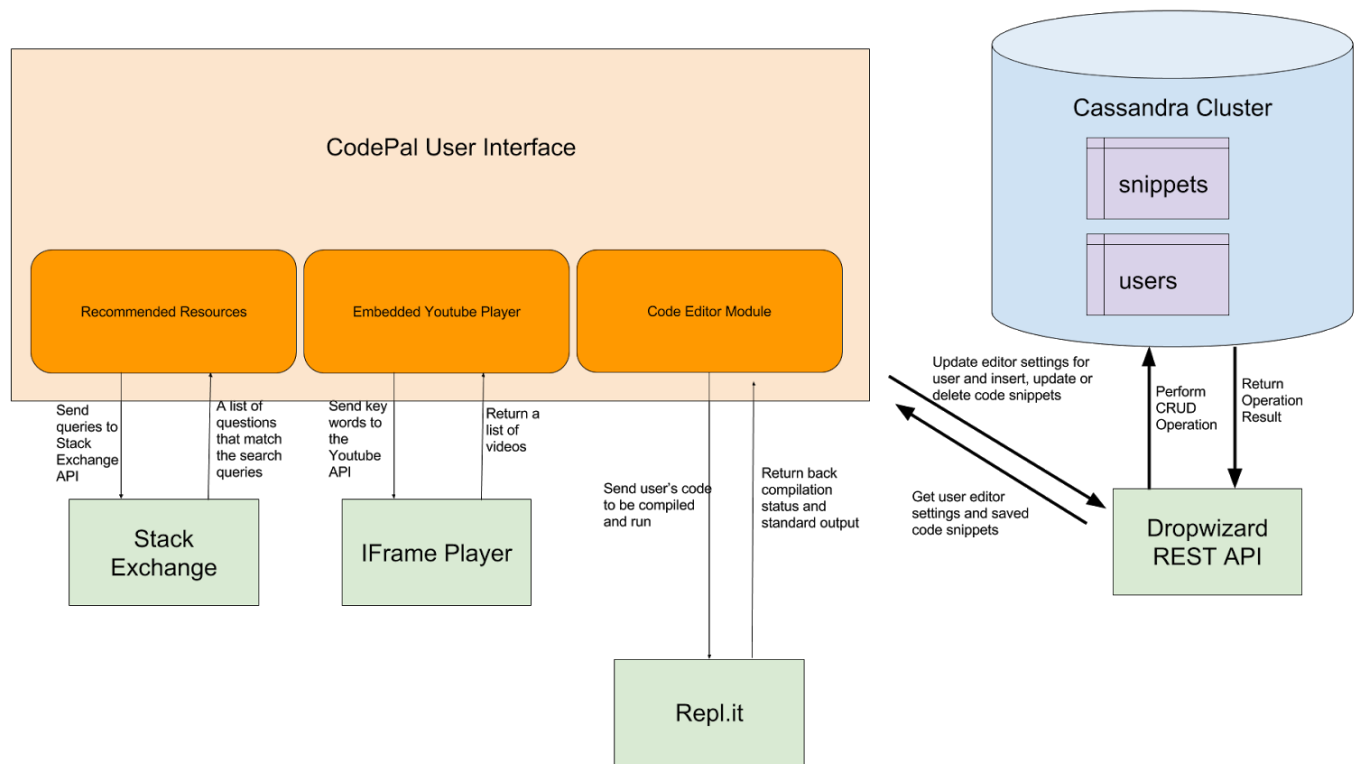 CodePal User Interface
Recommended Resources
Embedded Youtube Player
Code Editor Module
Send
queries to
Stack
Exchange
API
A list of
questions
that match
the search
queries
Send key
words to
the
Youtube
API
Return a
list of
videos
Send user's code
to be compiled
and run
Return back
compilation
status and
standard output
Stack
Exchange
IFrame Player
Repl.it
Cassandra Cluster
snippets
users
Update editor settings for
user and insert, update or
delete code snippets
Get user editor
settings and saved
code snippets
Perform
CRUD
Operation
Return
Operation
Result
Dropwizard
REST API